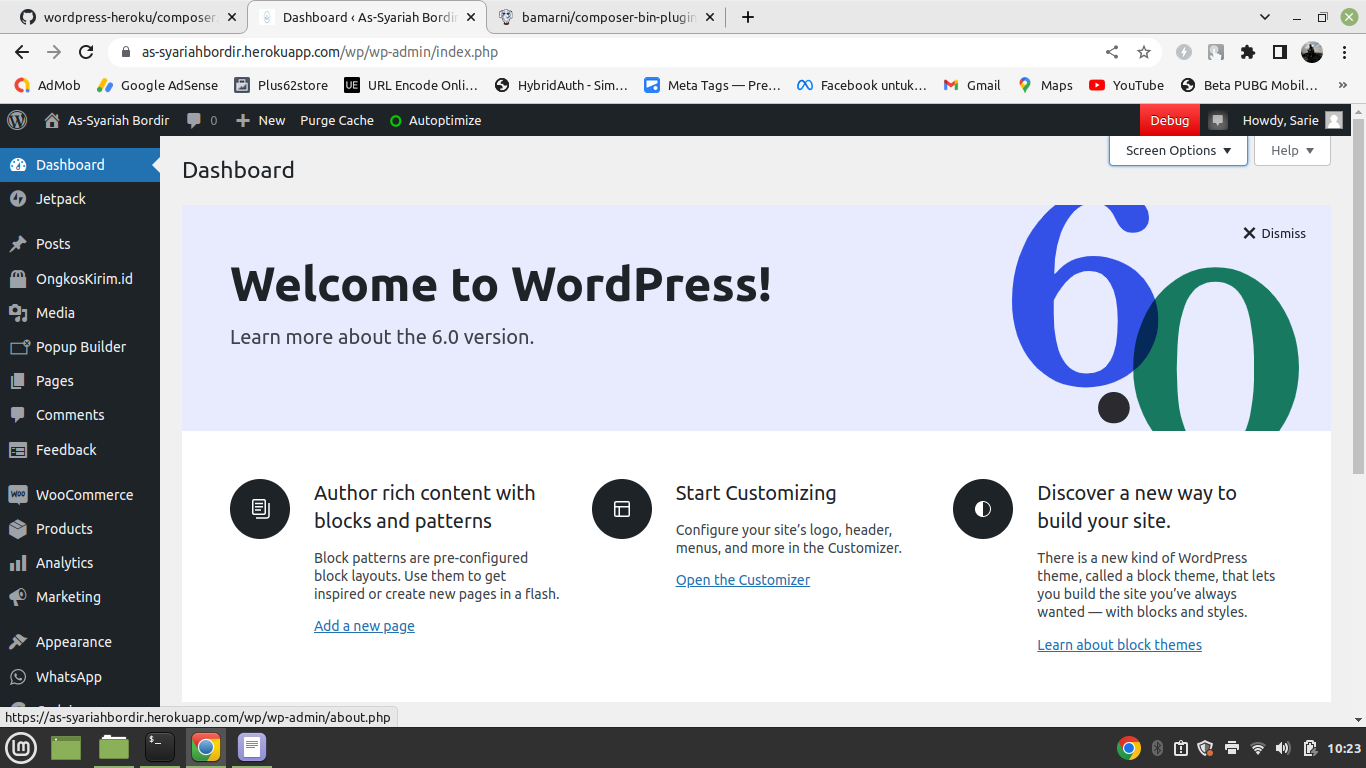 wordpress-heroku/composer.
Dashboard ‹ As-Syariah Bordir
bamarni/composer-bin-plugin
as-syariahbordir.herokuapp.com/wp/wp-admin/index.php
AdMob
Google AdSense
Plus62store
UE
URL Encode Onli...
HybridAuth - Sim...
Meta Tags — Pre...
Facebook untuk...
Gmail
Maps
YouTube
Beta PUBG Mobil...
As-Syariah Bordir
0
New
Purge Cache
Autoptimize
Debug
Howdy, Sarie
Dashboard
Jetpack
Posts
OngkosKirim.id
Media
Popup Builder
Pages
Comments
Feedback
WOO
WooCommerce
Products
Analytics
Marketing
Appearance
WhatsApp
Dashboard
Screen Options
Help
Dismiss
6.0
Welcome to WordPress!
Learn more about the 6.0 version.
Author rich content with
blocks and patterns
Block patterns are pre-configured
block layouts. Use them to get
inspired or create new pages in a flash.
Add a new page
Start Customizing
Configure your site’s logo, header,
menus, and more in the Customizer.
Open the Customizer
Discover a new way to
build your site.
There is a new kind of WordPress
theme, called a block theme, that lets
you build the site you’ve always
wanted — with blocks and styles.
Learn about block themes
https://as-syariahbordir.herokuapp.com/wp/wp-admin/about.php
10:23